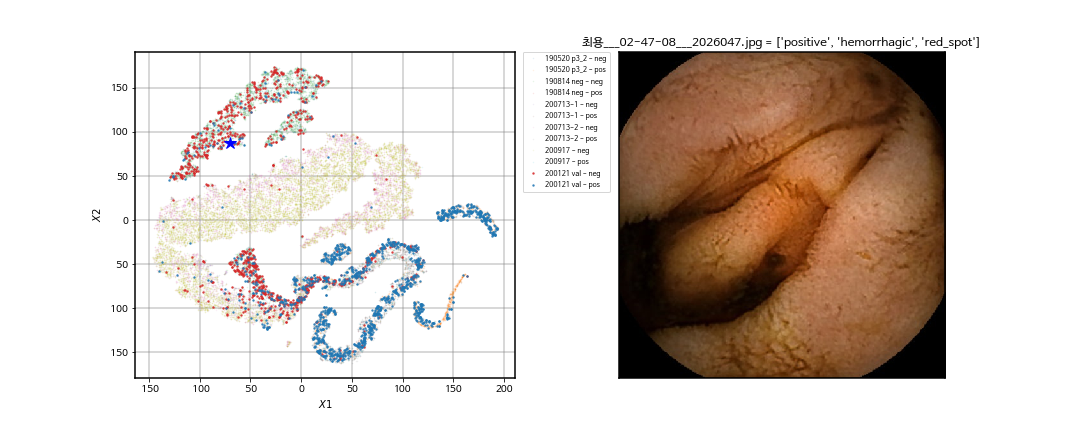 최용___02-47-08___2026047.jpg = ['positive', 'hemorrhagic', 'red_spot']
190520 p3_2 − neg
190520 p3_2 − pos
190814 neg − neg
190814 neg − pos
200713−1 − neg
200713−1 − pos
200713−2 − neg
200713−2 − pos
200917 − neg
200917 − pos
200121 val − neg
200121 val − pos
X2
150
100
50
0
50
100
150
150 100 50 0 50 100 150 200
X1